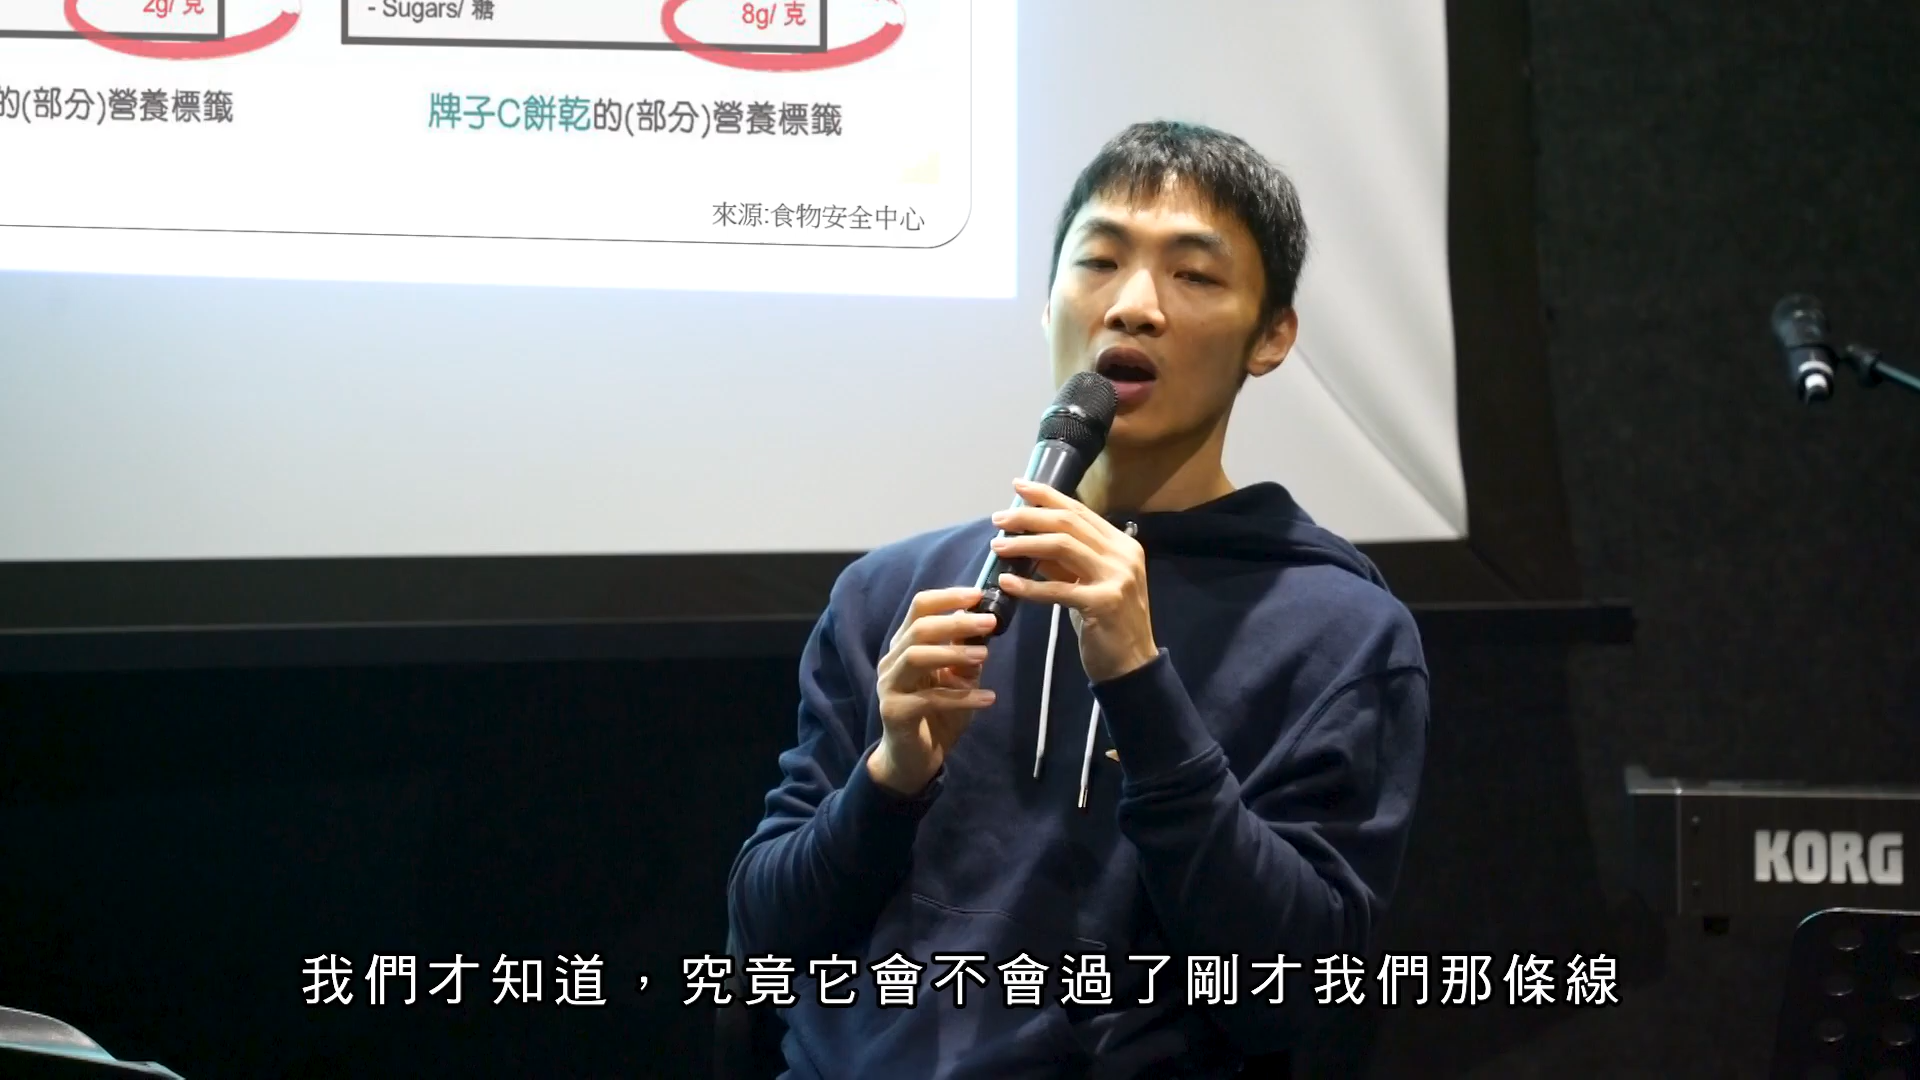 2g/ 克
- Sugars/ 糖 8g/ 克
的(部分)營養標籤
牌子C餅乾的(部分)營養標籤
來源:食物安全中心
KORG
我們才知道，究竟它會不會過了剛才我們那條線